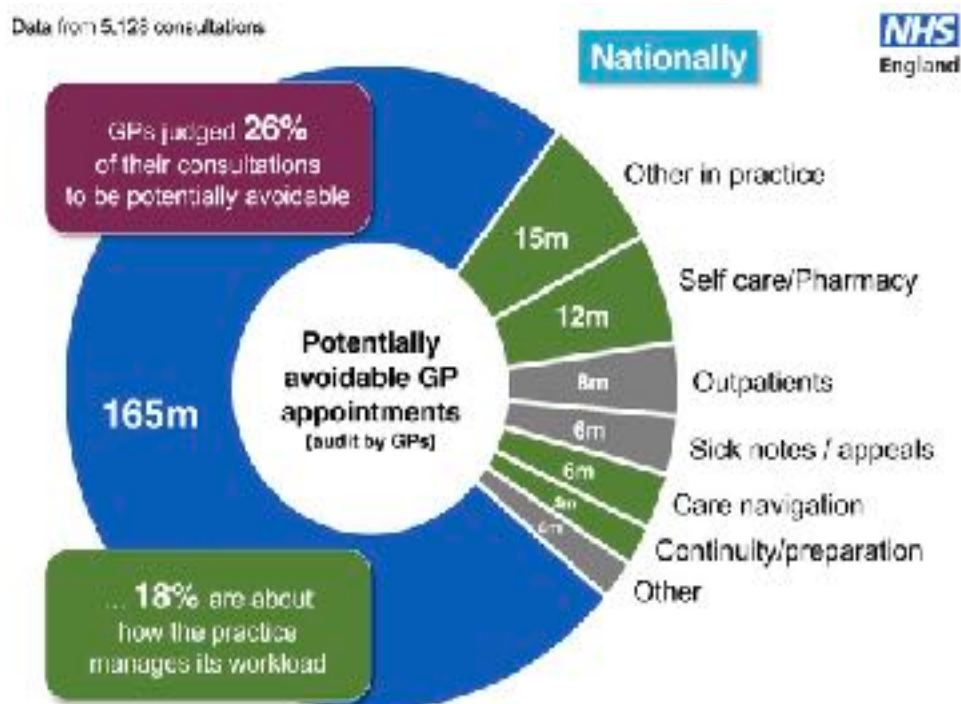 Data from 5,128 consultations
Nationally
NHS
England
GPs judged 26%
of their consultations
to be potentially avoidable
Other in practice
15m
Self care/Pharmacy
12m
Potentially
avoidable GP
appointments
(audit by GPs)
165m
8m
Outpatients
6m
Sick notes / appeals
6m
Care navigation
Continuity/preparation
Other
... 18% are about
how the practice
manages its workload